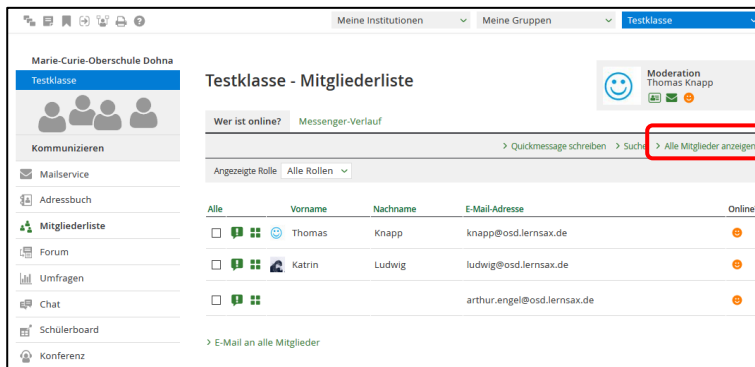 Meine Institutionen Meine Gruppen Testklasse
Marie-Curie-Oberschule Dohna
Testklasse
Kommunizieren
Mailservice
Adressbuch
Mitgliederliste
Forum
Umfragen
Chat
Schülerboard
Konferenz
Testklasse - Mitgliederliste
Moderation
Thomas Knapp
Wer ist online? Messenger-Verlauf
> Quickmessage schreiben > Suche > Alle Mitglieder anzeigen
Angezeigte Rolle Alle Rollen
Alle Vorname Nachname E-Mail-Adresse Online
Thomas Knapp knapp@osd.lernsax.de
Katrin Ludwig ludwig@osd.lernsax.de
arthur.engel@osd.lernsax.de
> E-Mail an alle Mitglieder